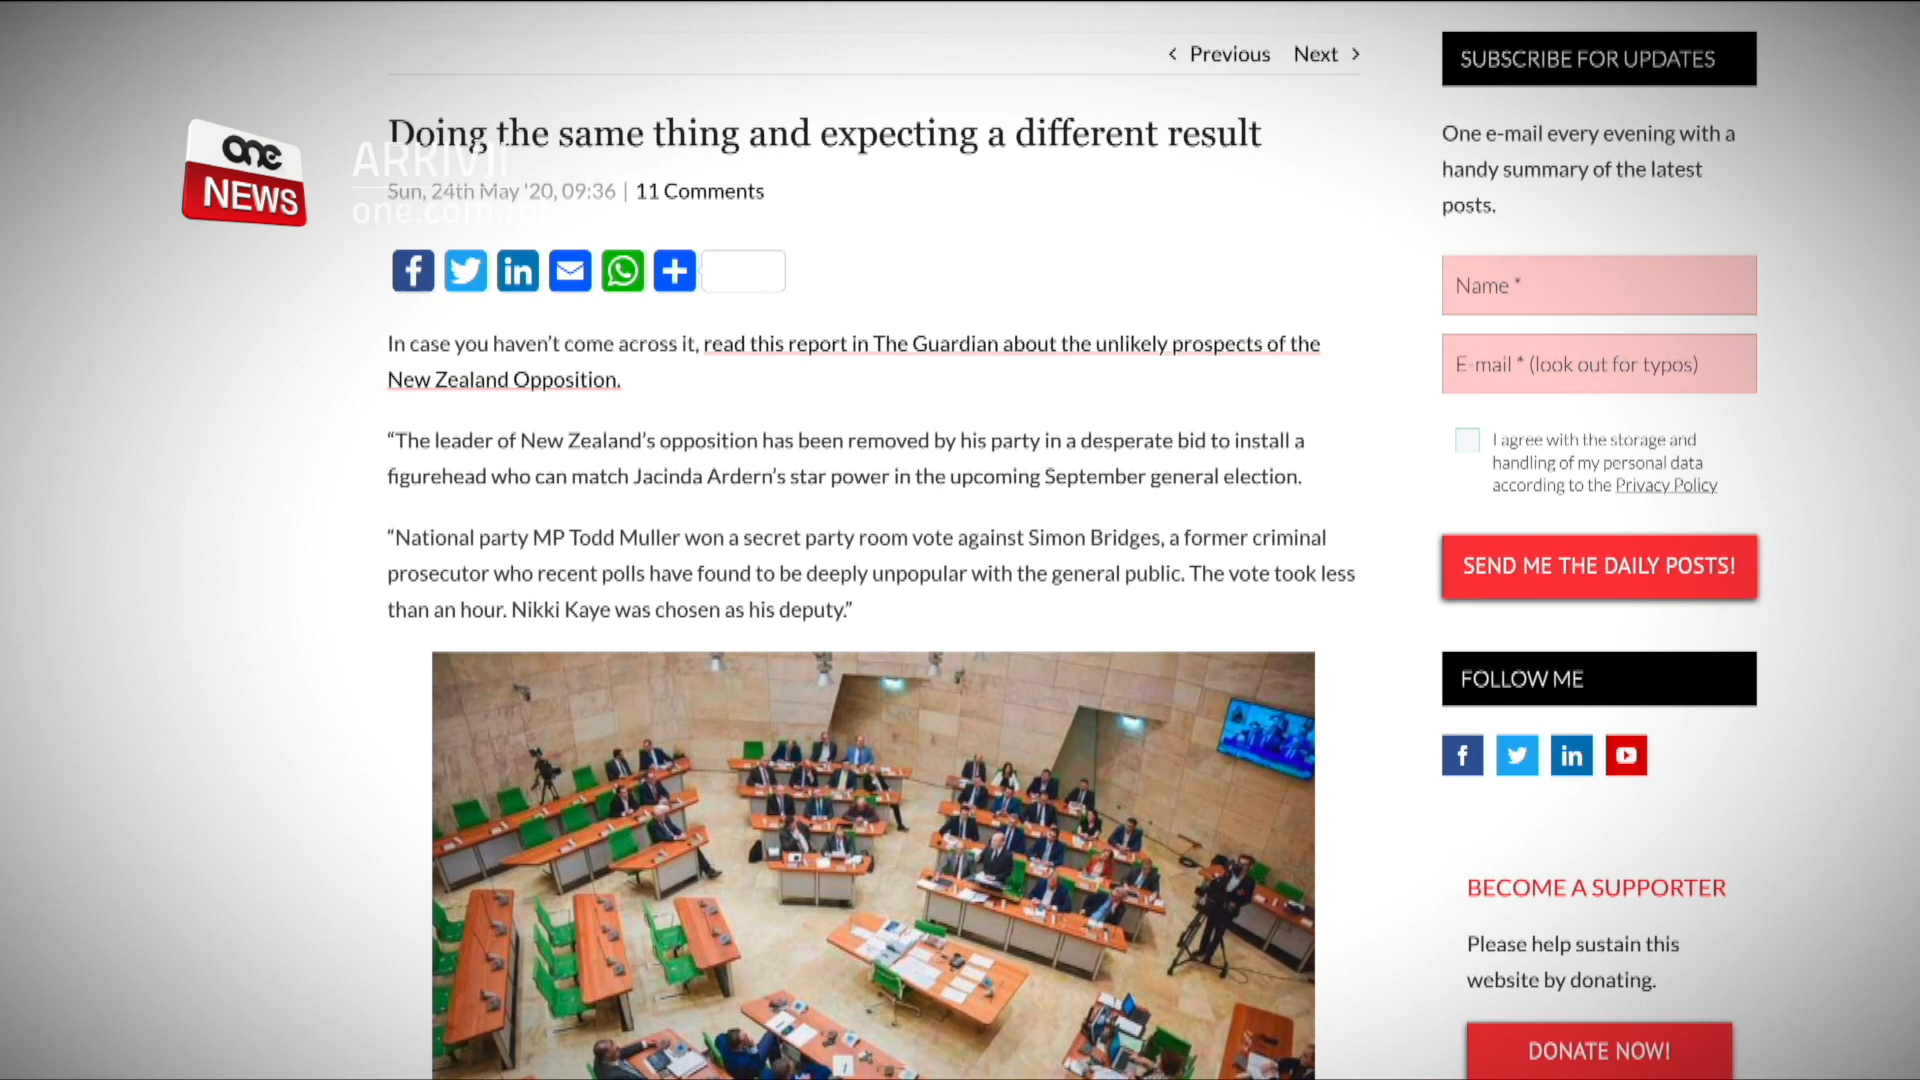 Previous Next
SUBSCRIBE FOR UPDATES
Doing the same thing and expecting a different result
one
NEWS
ARKIVJI
one.com.mt
Sun, 24th May '20, 09:36 | 11 Comments
One e-mail every evening with a
handy summary of the latest
posts.
Name *
E-mail * (look out for typos)
I agree with the storage and
handling of my personal data
according to the Privacy Policy
SEND ME THE DAILY POSTS!
In case you haven’t come across it, read this report in The Guardian about the unlikely prospects of the
New Zealand Opposition.
“The leader of New Zealand’s opposition has been removed by his party in a desperate bid to install a
figurehead who can match Jacinda Ardern’s star power in the upcoming September general election.
“National party MP Todd Muller won a secret party room vote against Simon Bridges, a former criminal
prosecutor who recent polls have found to be deeply unpopular with the general public. The vote took less
than an hour. Nikki Kaye was chosen as his deputy.”
FOLLOW ME
BECOME A SUPPORTER
Please help sustain this
website by donating.
DONATE NOW!